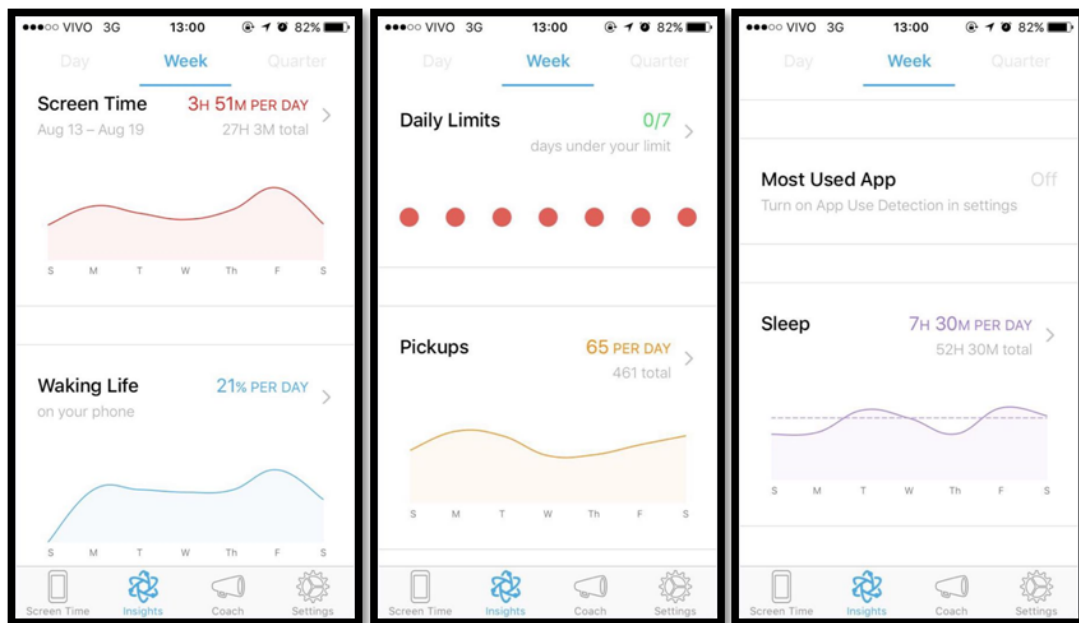 VIVO 3G 13:00 82%
Day Week Quarter
Screen Time 3H 51M PER DAY
Aug 13 – Aug 19 27H 3M total
S M T W Th F S
Waking Life 21% PER DAY
on your phone
S M T W Th F S
Screen Time Insights Coach Settings
VIVO 3G 13:00 82%
Day Week Quarter
Daily Limits 0/7
days under your limit
Pickups 65 PER DAY
461 total
S M T W Th F S
Screen Time Insights Coach Settings
VIVO 3G 13:00 82%
Day Week Quarter
Most Used App Off
Turn on App Use Detection in settings
Sleep 7H 30M PER DAY
52H 30M total
S M T W Th F S
Screen Time Insights Coach Settings